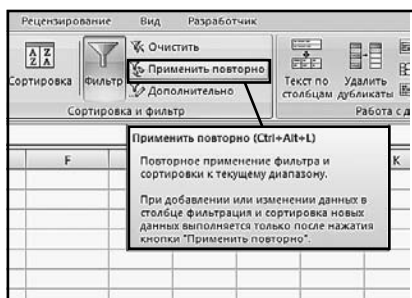 Рецензирование Вид Разработчик
Очистить
Применить повторно
Дополнительно
Сортировка Фильтр
Текст по столбцам
Удалить дубликаты
Сортировка и фильтр
Работа с д
Применить повторно (Ctrl+Alt+L)
Повторное применение фильтра и
сортировки к текущему диапазону.
При добавлении или изменении данных в
столбце фильтрация и сортировка новых
данных выполняется только после нажатия
кнопки "Применить повторно".
F
K